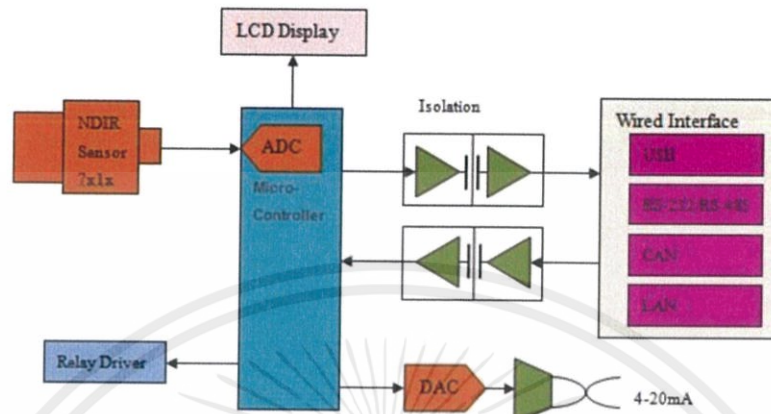 LCD Display
NDIR
Sensor
7x1x
ADC
Micro-
Controller
Isolation
Wired Interface
USB
RS-232/RS-485
CAN
LAN
Relay Driver
DAC
4-20mA